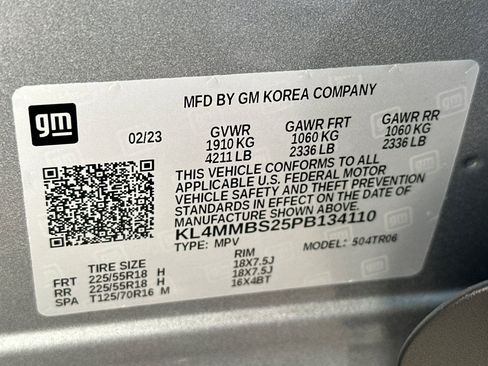 gm
MFD BY GM KOREA COMPANY
02/23 GVWR GAWR FRT GAWR RR
1910 KG 1060 KG 1060 KG
4211 LB 2336 LB 2336 LB
THIS VEHICLE CONFORMS TO ALL
APPLICABLE U.S. FEDERAL MOTOR
VEHICLE SAFETY AND THEFT PREVENTION
STANDARDS IN EFFECT ON THE DATE OF
MANUFACTURE SHOWN ABOVE.
KL4MMBS25PB134110
TYPE: MPV MODEL: 504TR06
TIRE SIZE RIM
FRT 225/55R18 H 18X7.5J
RR 225/55R18 H 18X7.5J
SPA T125/70R16 M 16X4BT